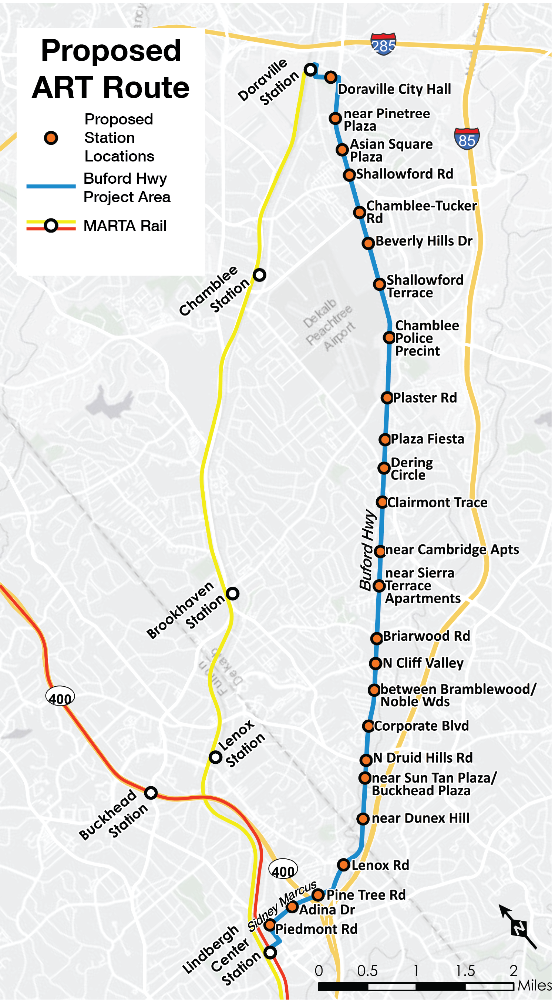 Proposed
ART Route
Proposed
Station
Locations
Buford Hwy
Project Area
MARTA Rail
285
85
Doraville
Station
Doraville City Hall
near Pinetree
Plaza
Asian Square
Plaza
Shallowford Rd
Chamblee-Tucker
Rd
Beverly Hills Dr
Chamblee
Station
Shallowford
Terrace
Dekalb
Peachtree
Airport
Chamblee
Police
Precint
Plaster Rd
Plaza Fiesta
Dering
Circle
Clairmont Trace
Buford Hwy
near Cambridge Apts
near Sierra
Terrace
Apartments
Brookhaven
Station
Briarwood Rd
N Cliff Valley
Dekalb
Fulton
400
between Bramblewood/
Noble Wds
Corporate Blvd
Lenox
Station
N Druid Hills Rd
near Sun Tan Plaza/
Buckhead Plaza
Buckhead
Station
near Dunex Hill
Lenox Rd
400
Sidney Marcus
Pine Tree Rd
Adina Dr
Piedmont Rd
Lindbergh
Center
Station
N
0 0.5 1 1.5 2
Miles